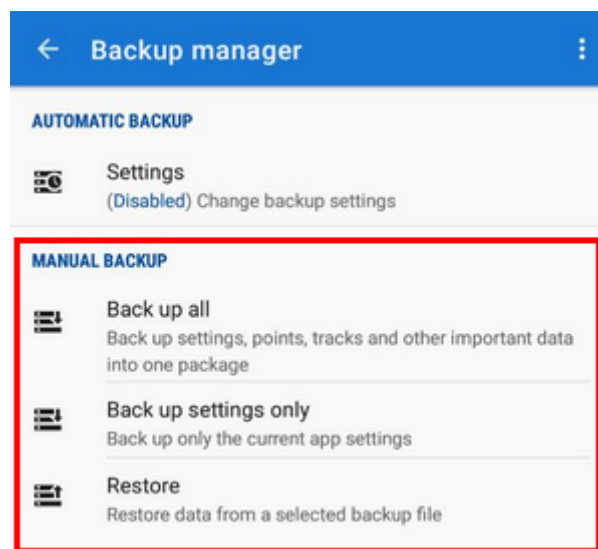 Backup manager
AUTOMATIC BACKUP
Settings
(Disabled) Change backup settings
MANUAL BACKUP
Back up all
Back up settings, points, tracks and other important data
into one package
Back up settings only
Back up only the current app settings
Restore
Restore data from a selected backup file